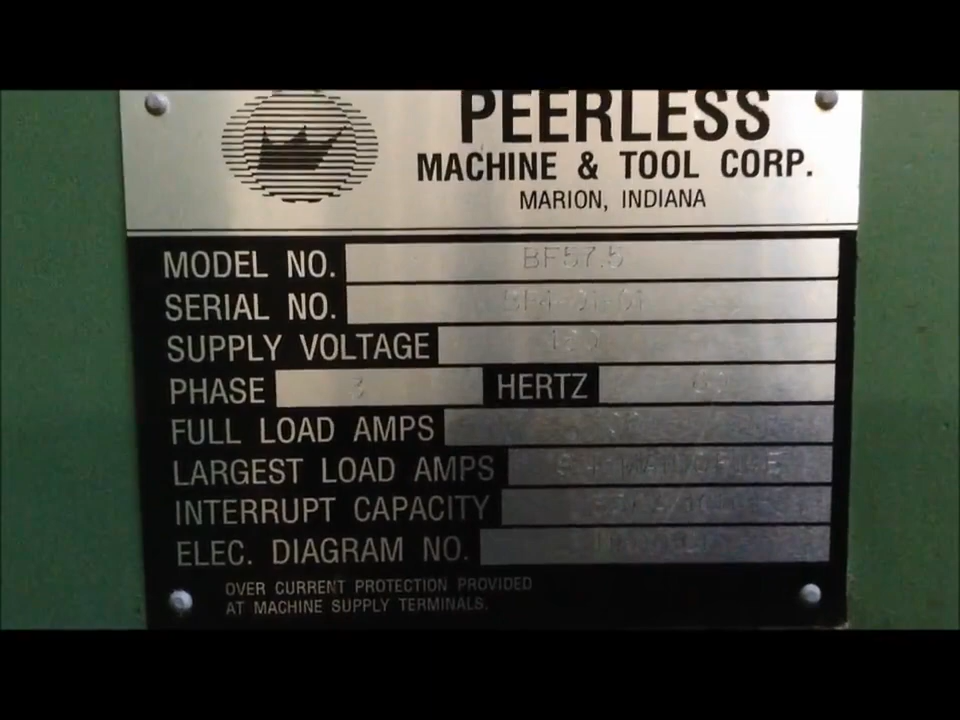 PEERLESS
MACHINE & TOOL CORP.
MARION, INDIANA
MODEL NO. BF57.5
SERIAL NO.
SUPPLY VOLTAGE
PHASE 3 HERTZ
FULL LOAD AMPS
LARGEST LOAD AMPS
INTERRUPT CAPACITY
ELEC. DIAGRAM NO.
OVER CURRENT PROTECTION PROVIDED
AT MACHINE SUPPLY TERMINALS.